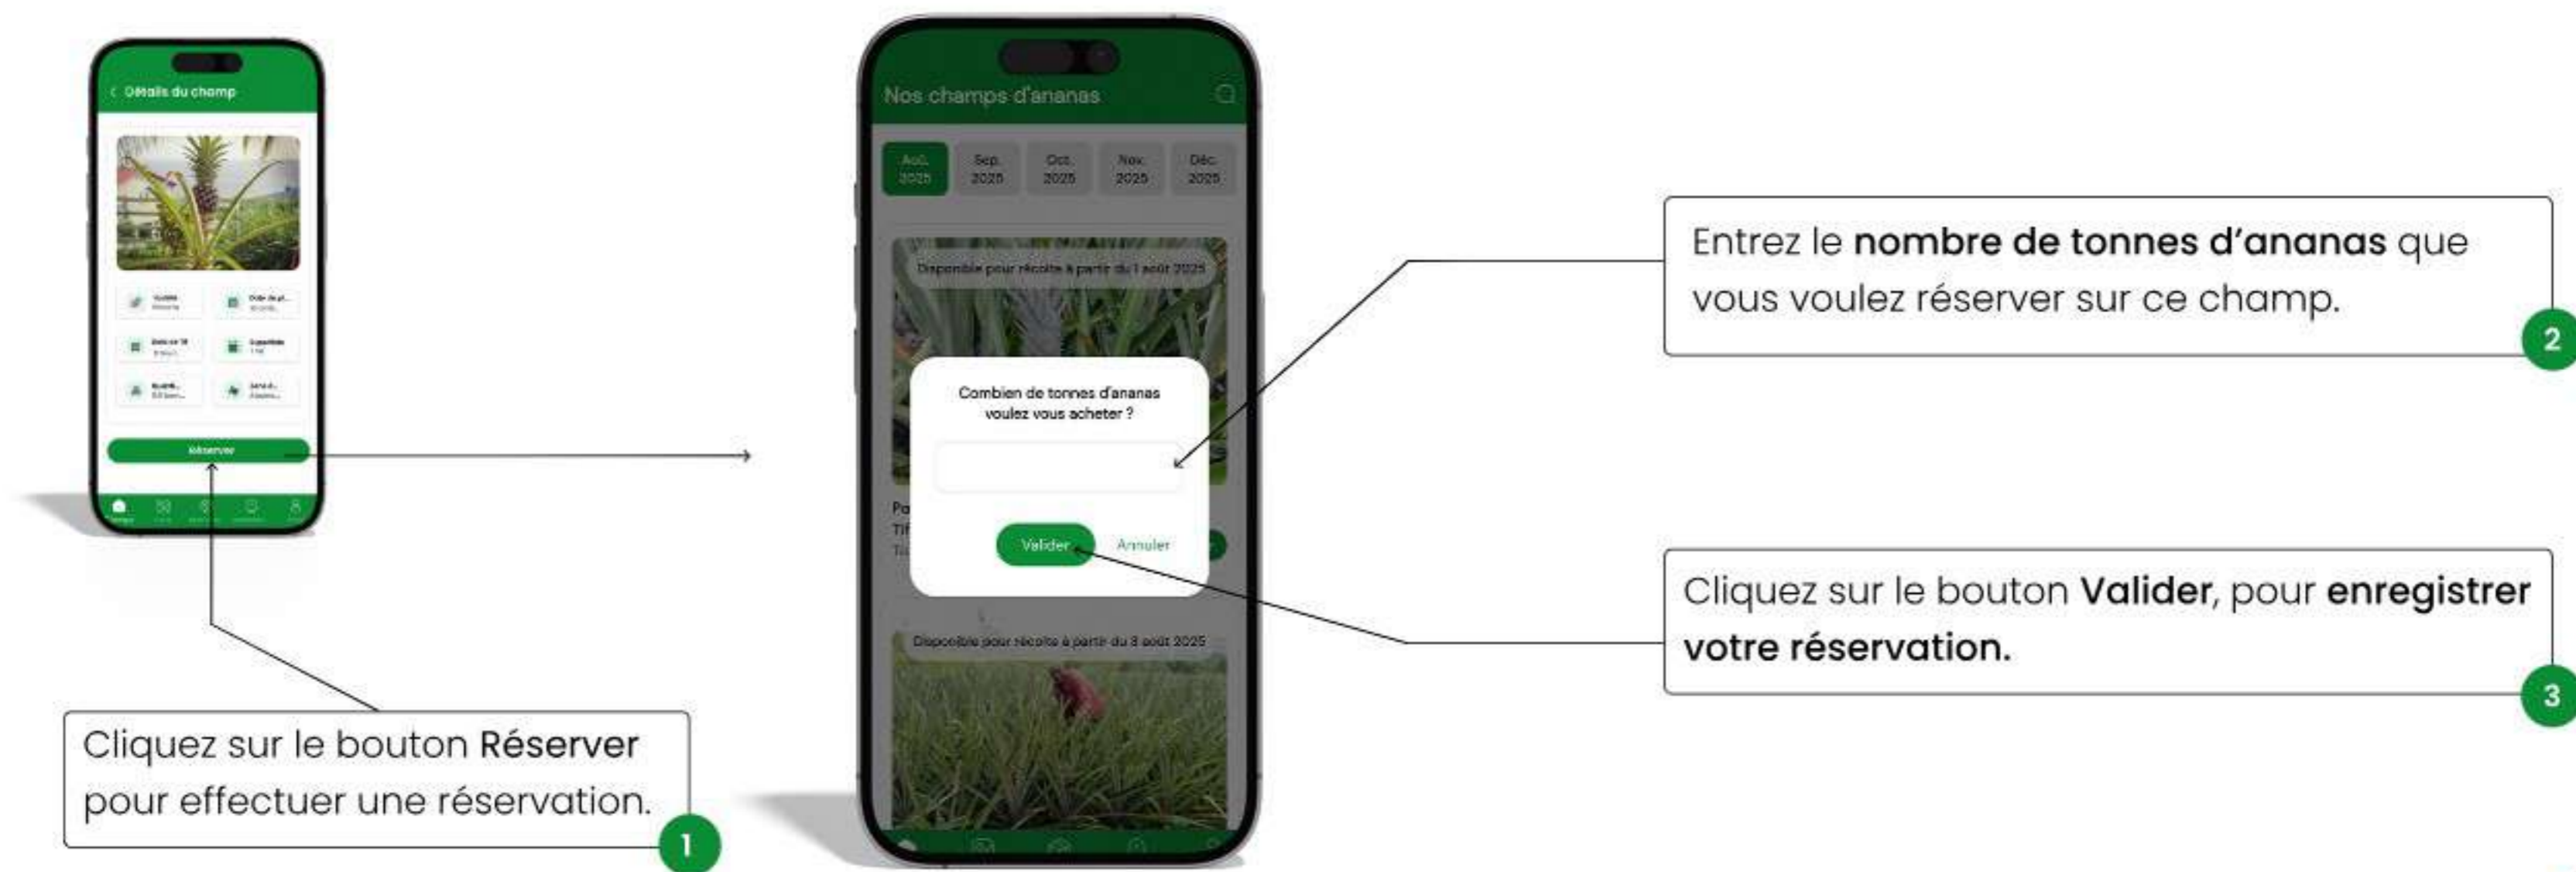 Détails du champ
Réserver
Cliquez sur le bouton Réserver
pour effectuer une réservation.
1
Nos champs d'ananas
Aoû. Sep. Oct. Nov. Déc.
2025 2025 2025 2025 2025
Disponible pour récolte à partir du 1 août 2025
Combien de tonnes d'ananas
voulez vous acheter ?
Valider Annuler
Disponible pour récolte à partir du 8 août 2025
Entrez le nombre de tonnes d'ananas que
vous voulez réserver sur ce champ.
2
Cliquez sur le bouton Valider, pour enregistrer
votre réservation.
3